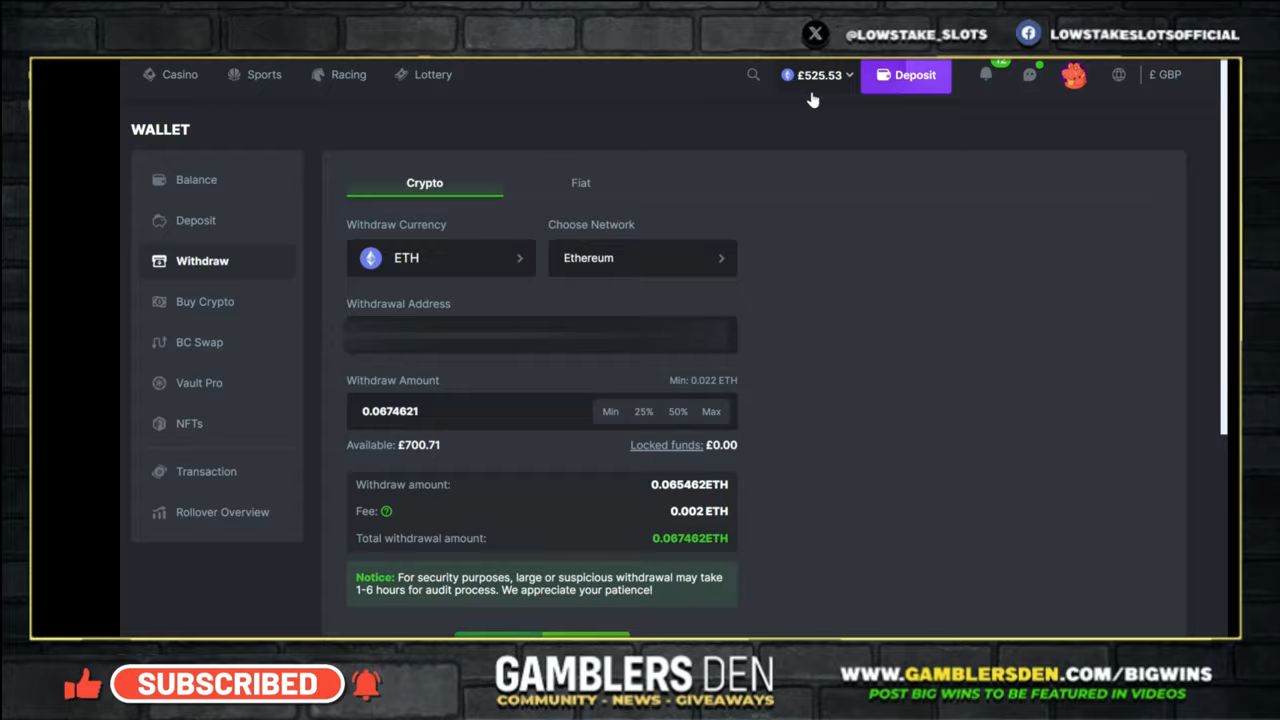 @LOWSTAKE_SLOTS
LOWSTAKESLOTSOFFICIAL
Casino
Sports
Racing
Lottery
£525.53
Deposit
12
£ GBP
WALLET
Balance
Deposit
Withdraw
Buy Crypto
BC Swap
Vault Pro
NFTs
Transaction
Rollover Overview
Crypto
Fiat
Withdraw Currency
Choose Network
ETH
Ethereum
Withdrawal Address
Withdraw Amount
Min: 0.022 ETH
0.0674621
Min 25% 50% Max
Available: £700.71
Locked funds: £0.00
Withdraw amount: 0.065462ETH
Fee: 0.002 ETH
Total withdrawal amount: 0.067462ETH
Notice: For security purposes, large or suspicious withdrawal may take
1-6 hours for audit process. We appreciate your patience!
SUBSCRIBED
GAMBLERS DEN
COMMUNITY - NEWS - GIVEAWAYS
WWW.GAMBLERSDEN.COM/BIGWINS
POST BIG WINS TO BE FEATURED IN VIDEOS